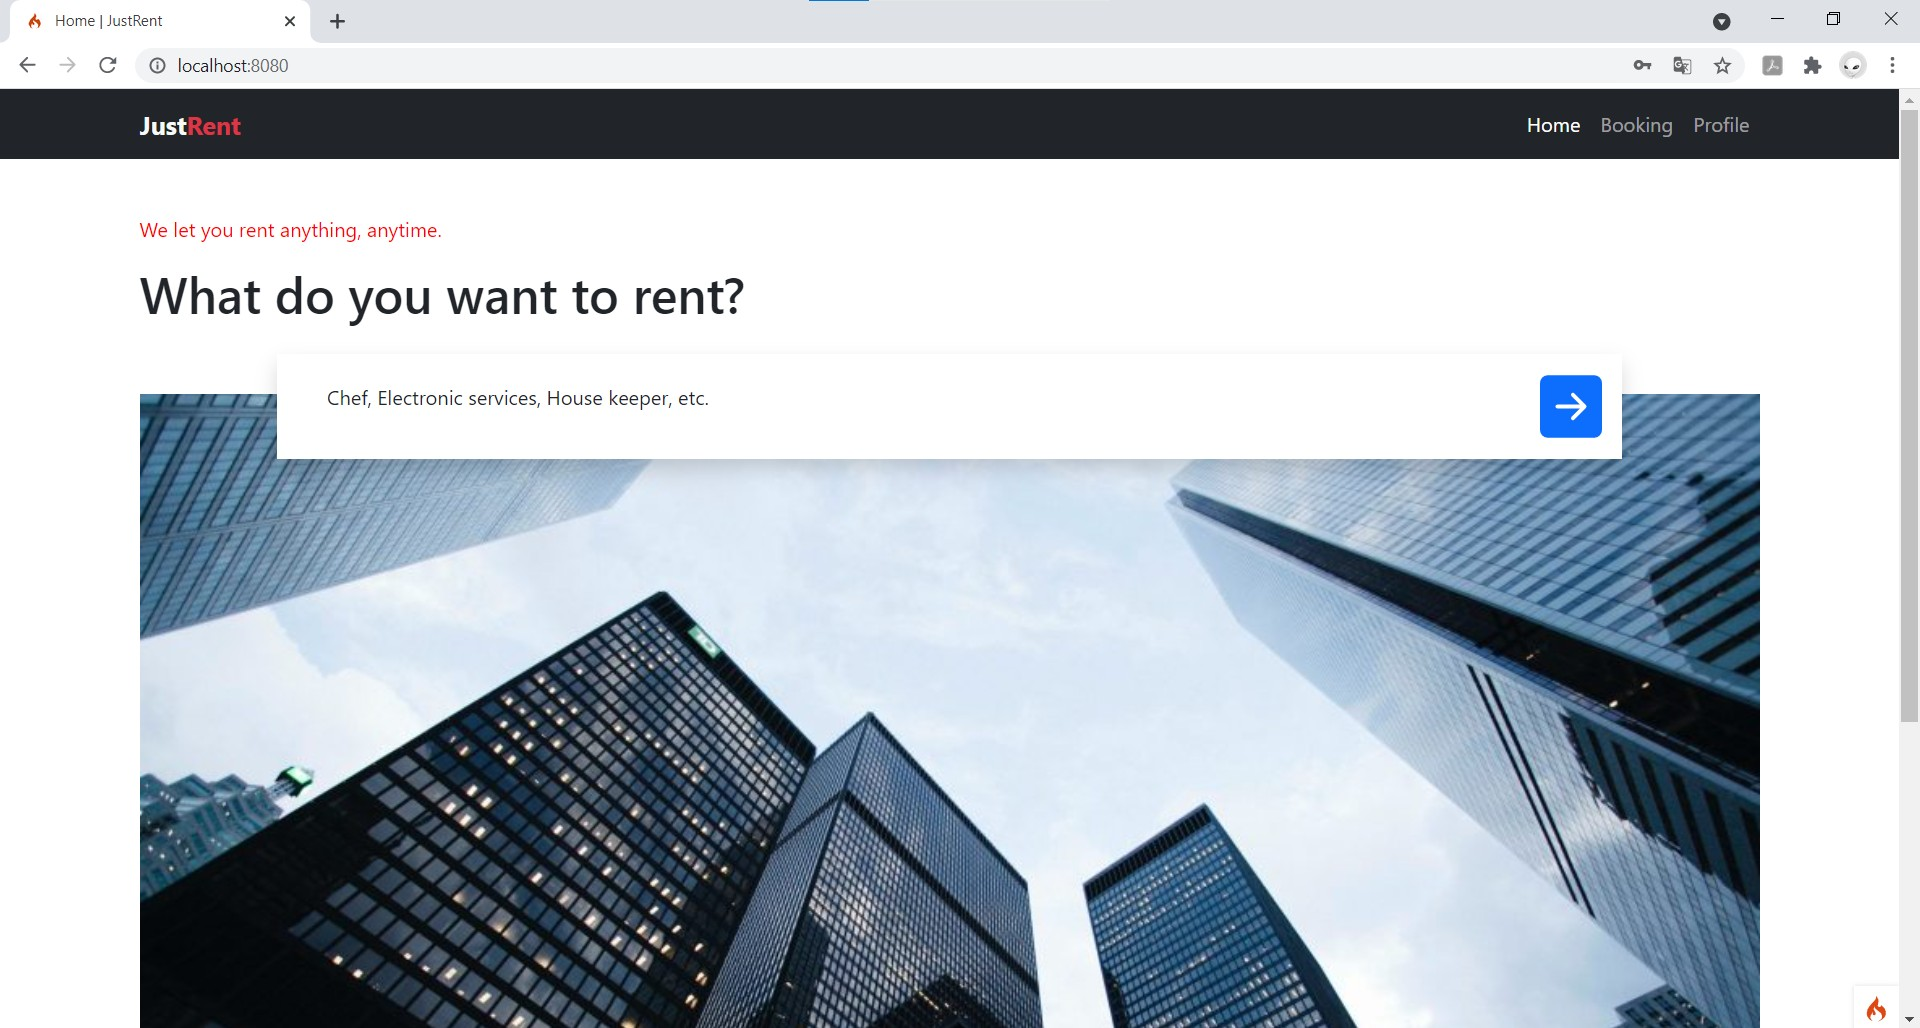 Home | JustRent
localhost:8080
JustRent
Home Booking Profile
We let you rent anything, anytime.
What do you want to rent?
Chef, Electronic services, House keeper, etc.